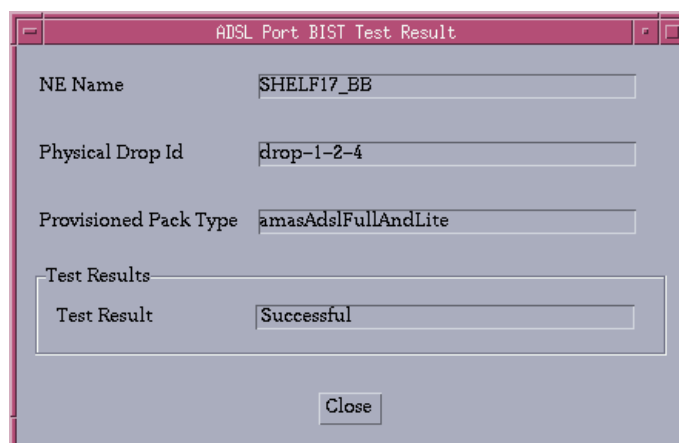 ADSL Port BIST Test Result
NE Name SHELF17_BB
Physical Drop Id drop-1-2-4
Provisioned Pack Type amasAdslFullAndLite
Test Results
Test Result Successful
Close